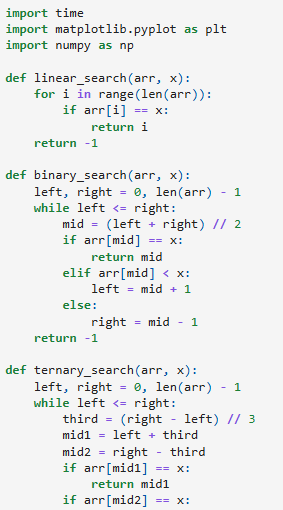 import time
import matplotlib.pyplot as plt
import numpy as np

def linear_search(arr, x):
    for i in range(len(arr)):
        if arr[i] == x:
            return i
    return -1

def binary_search(arr, x):
    left, right = 0, len(arr) - 1
    while left <= right:
        mid = (left + right) // 2
        if arr[mid] == x:
            return mid
        elif arr[mid] < x:
            left = mid + 1
        else:
            right = mid - 1
    return -1

def ternary_search(arr, x):
    left, right = 0, len(arr) - 1
    while left <= right:
        third = (right - left) // 3
        mid1 = left + third
        mid2 = right - third
        if arr[mid1] == x:
            return mid1
        if arr[mid2] == x: